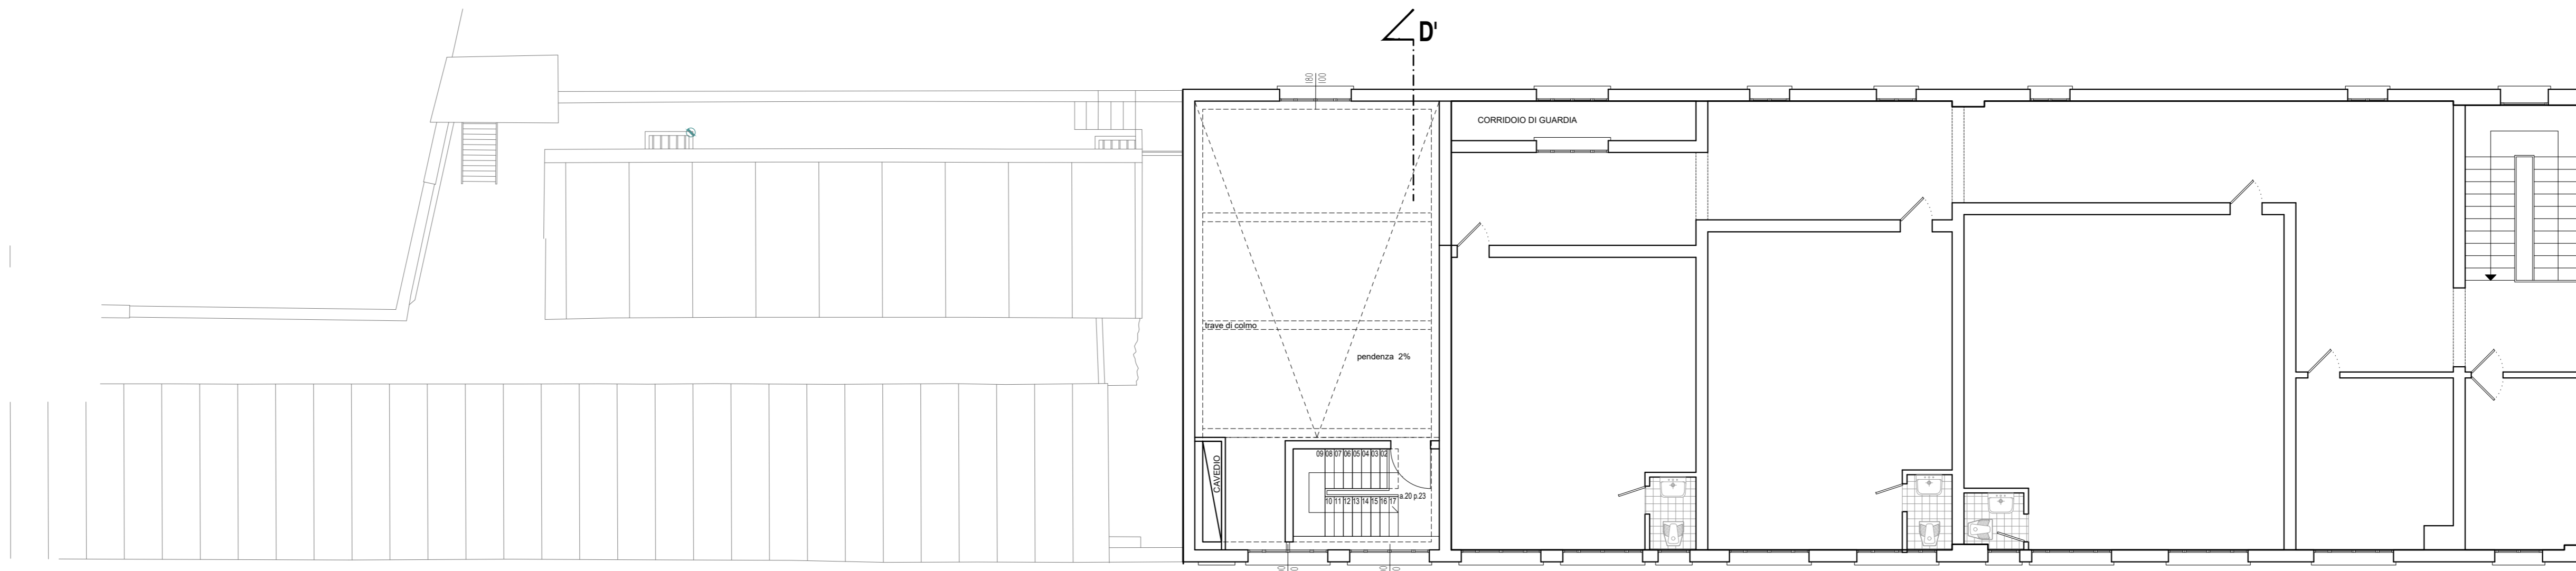 D'
180
100
CORRIDOIO DI GUARDIA
trave di colmo
pendenza 2%
CAVEDIO
09 08 07 06 05 04 03 02
a.20 p.23
10 11 12 13 14 15 16 17